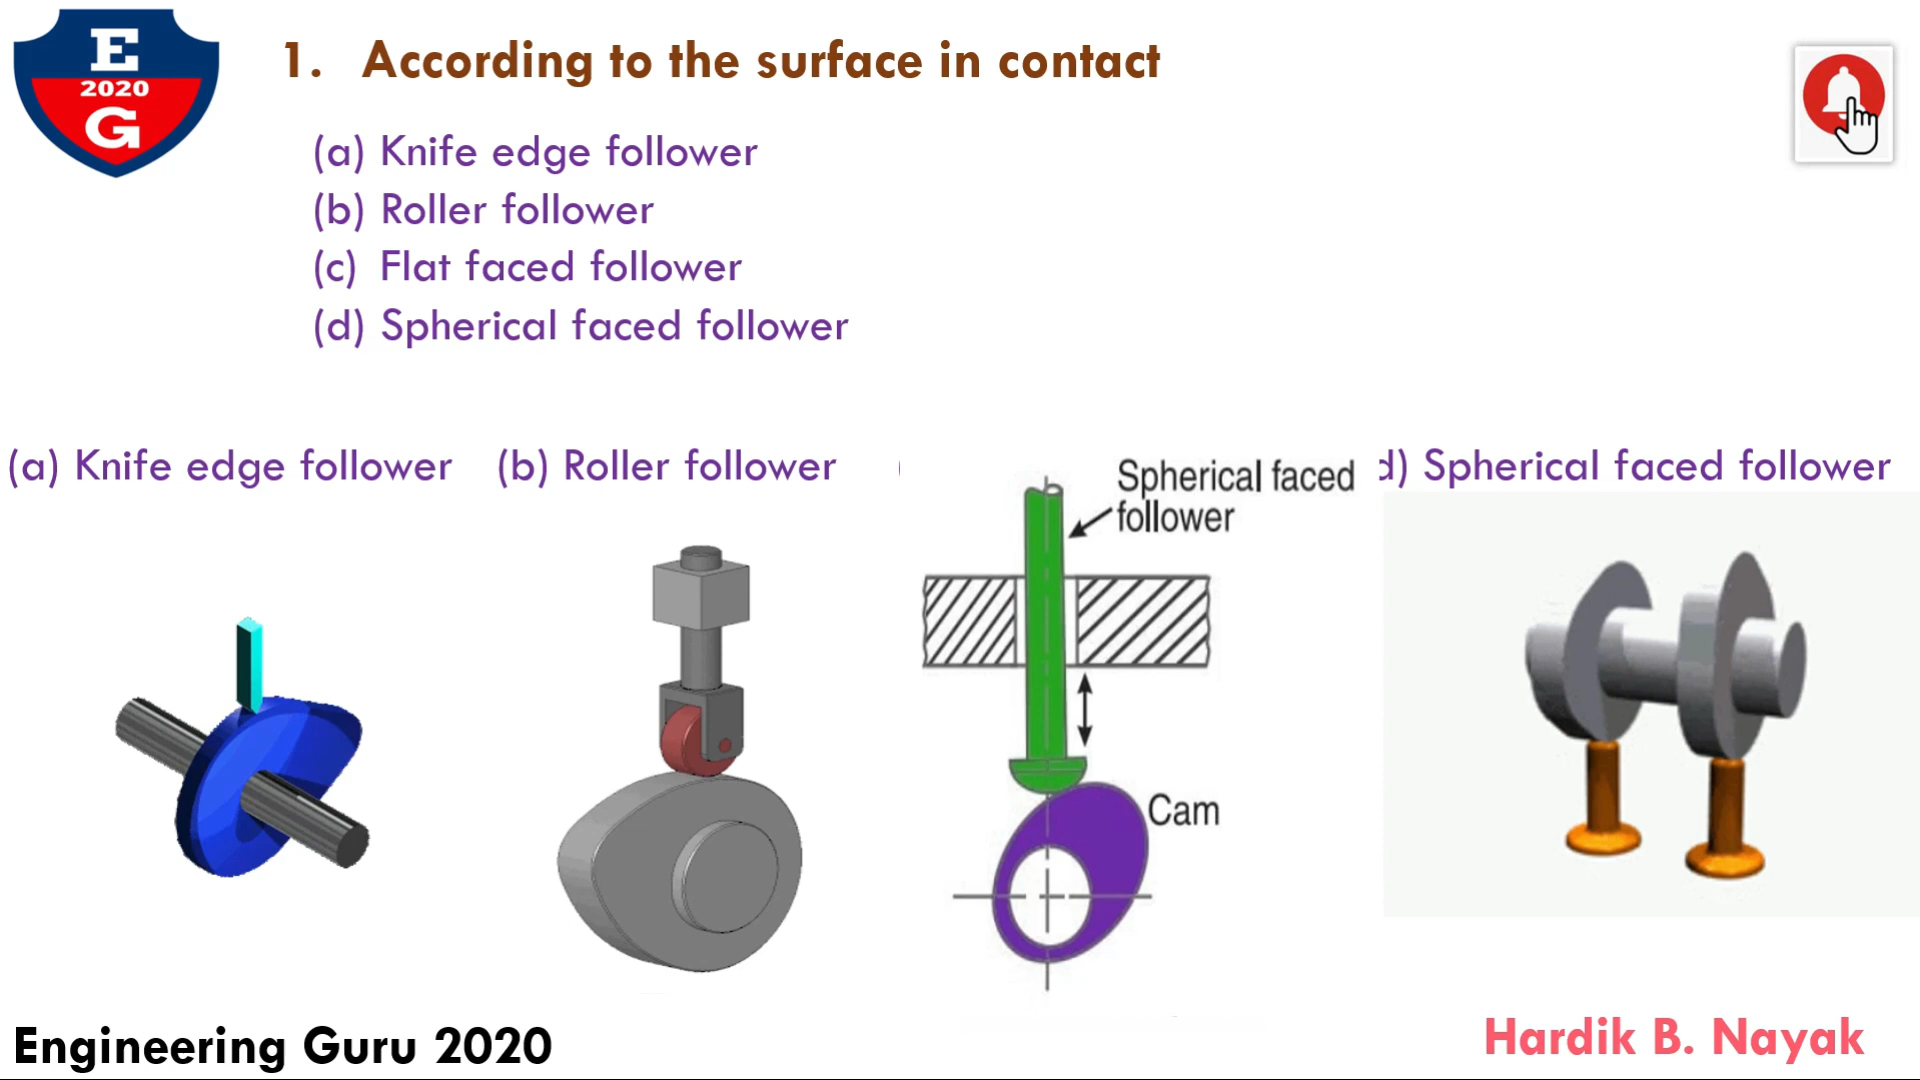 E
2020
G
1. According to the surface in contact
(a) Knife edge follower
(b) Roller follower
(c) Flat faced follower
(d) Spherical faced follower
(a) Knife edge follower
(b) Roller follower
d) Spherical faced follower
Spherical faced
follower
Cam
Engineering Guru 2020
Hardik B. Nayak